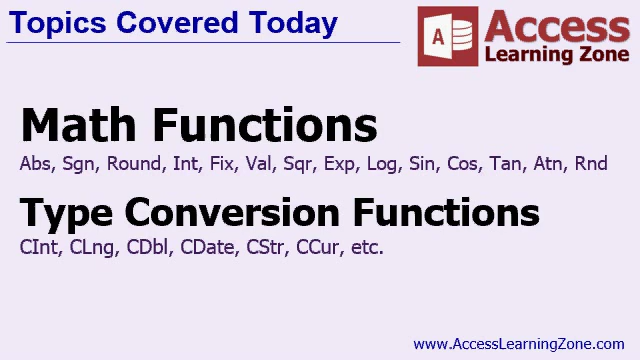 Topics Covered Today
A
Access
Learning Zone
Math Functions
Abs, Sgn, Round, Int, Fix, Val, Sqr, Exp, Log, Sin, Cos, Tan, Atn, Rnd
Type Conversion Functions
CInt, CLng, CDbl, CDate, CStr, CCur, etc.
www.AccessLearningZone.com